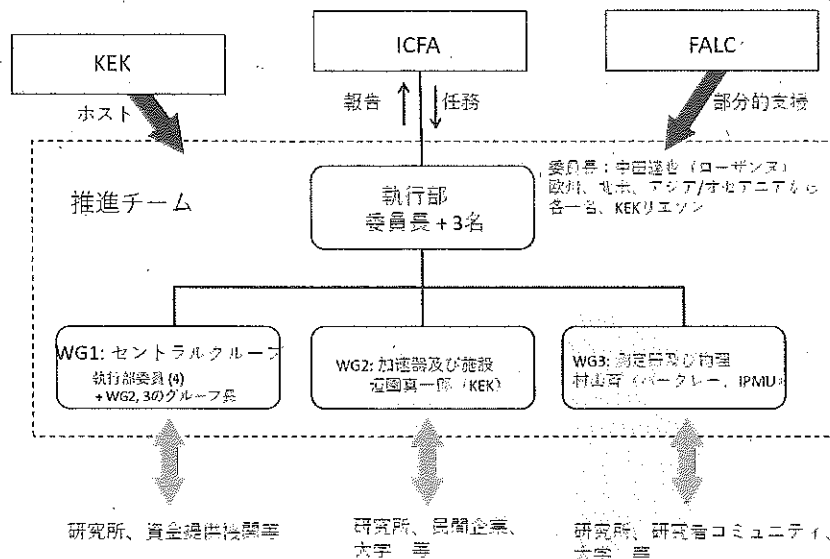 KEK
ICFA
FALC
ホスト
報告
任務
部分的支援
推進チーム
執行部
委員長+3名
委員長:中田達也(ローザンヌ)
欧州、北米、アジア/オセアニアから
各一名、KEKリエゾン
WG1: セントラルグループ
執行部委員(4)
+ WG2, 3のグループ長
WG2: 加速器及び施設
道園真一郎(KEK)
WG3: 測定器及び物理
村山斉(バークレー、IPMU)
研究所、資金提供機関等
研究所、民間企業、
大学 等
研究所、研究者コミュニティ、
大学 等